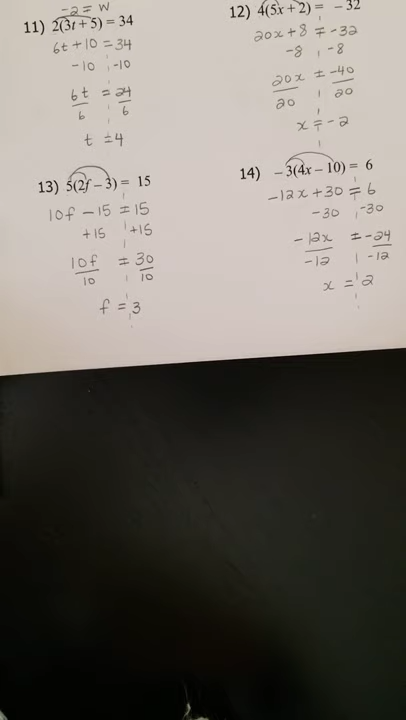 -2 = w
11) 2(3t + 5) = 34
6t + 10 = 34
-10 -10
6t = 24
6 6
t = 4
12) 4(5x + 2) = - 32
20x + 8 = -32
-8 -8
20x = -40
20 20
x = -2
13) 5(2f - 3) = 15
10f - 15 = 15
+15 +15
10f = 30
10 10
f = 3
14) - 3(4x - 10) = 6
-12x + 30 = 6
-30 -30
-12x = -24
-12 -12
x = 2